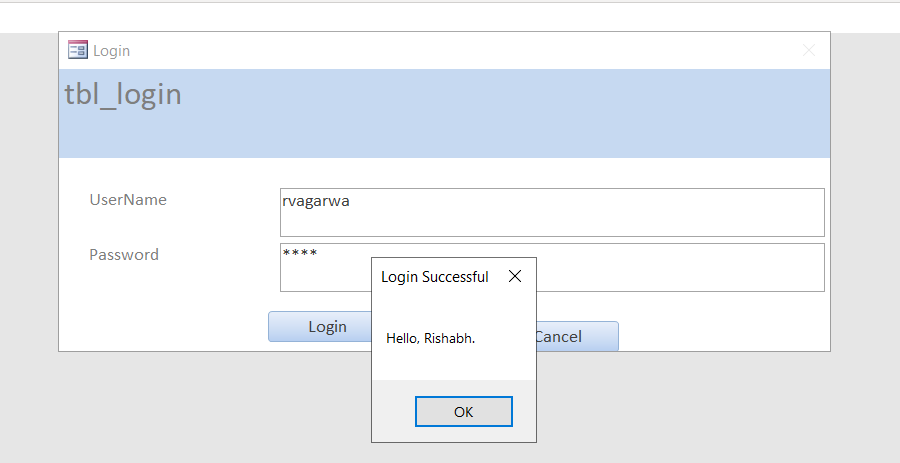 Login
tbl_login
UserName
rvagarwa
Password
****
Login Successful
Hello, Rishabh.
Login
Cancel
OK